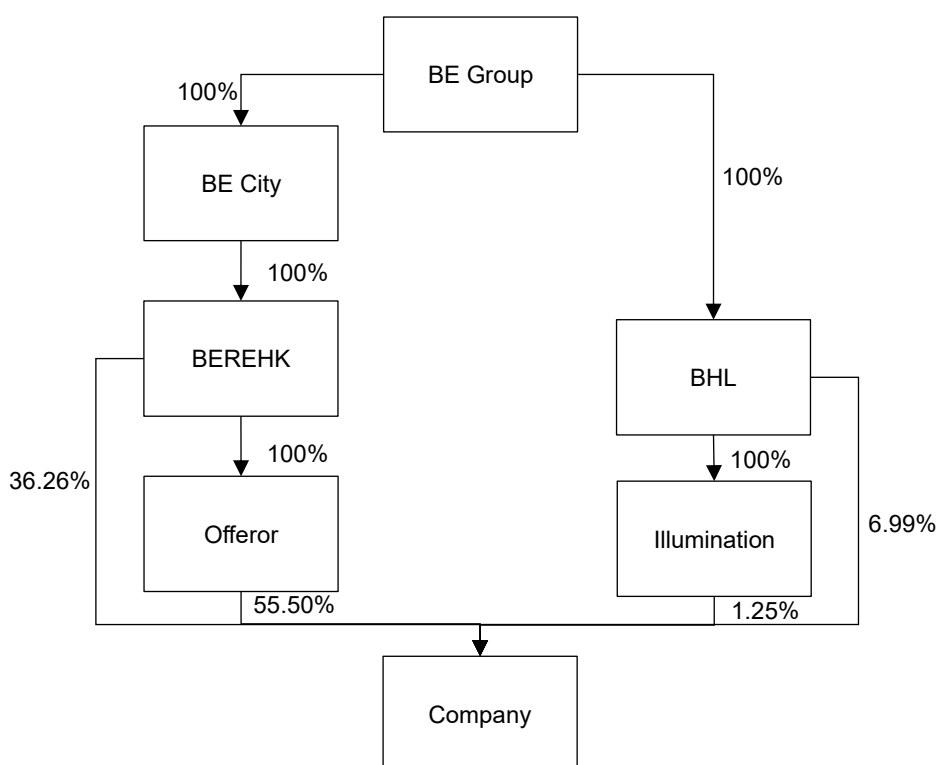 BE Group
100%
BE City
100%
100%
BEREHK
BHL
100%
100%
36.26%
Offeror
Illumination
6.99%
55.50%
1.25%
Company